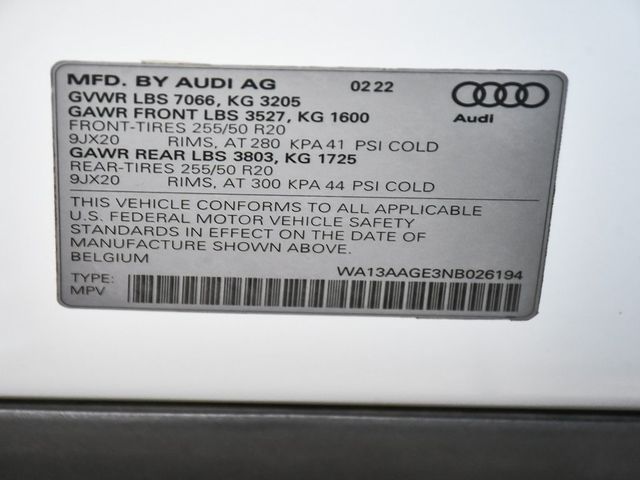 MFD. BY AUDI AG 02 22
GVWR LBS 7066, KG 3205
GAWR FRONT LBS 3527, KG 1600
FRONT-TIRES 255/50 R20
9JX20 RIMS, AT 280 KPA 41 PSI COLD
GAWR REAR LBS 3803, KG 1725
REAR-TIRES 255/50 R20
9JX20 RIMS, AT 300 KPA 44 PSI COLD
Audi
THIS VEHICLE CONFORMS TO ALL APPLICABLE
U.S. FEDERAL MOTOR VEHICLE SAFETY
STANDARDS IN EFFECT ON THE DATE OF
MANUFACTURE SHOWN ABOVE.
BELGIUM WA13AAGE3NB026194
TYPE:
MPV